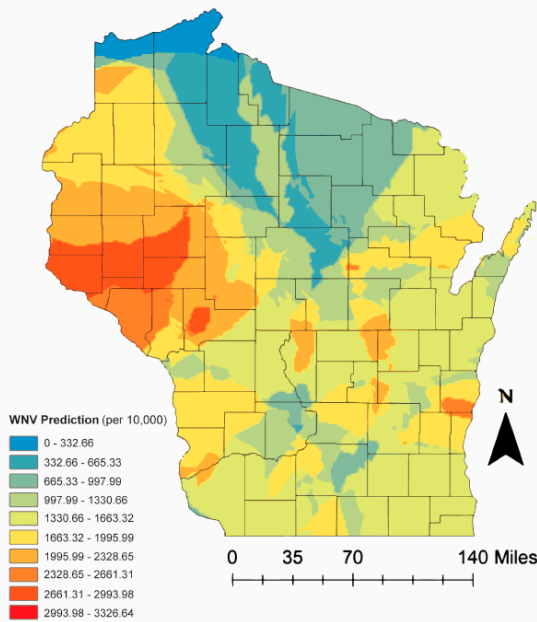 N
WNV Prediction (per 10,000)
0 - 332.66
332.66 - 665.33
665.33 - 997.99
997.99 - 1330.66
1330.66 - 1663.32
1663.32 - 1995.99
1995.99 - 2328.65
2328.65 - 2661.31
2661.31 - 2993.98
2993.98 - 3326.64
0 35 70 140 Miles